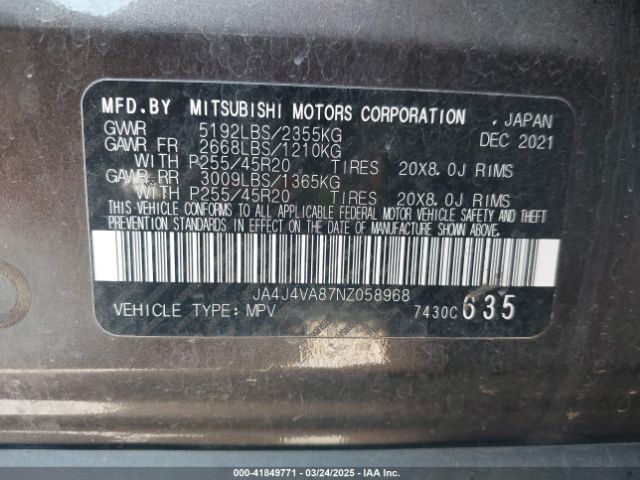 MFD.BY MITSUBISHI MOTORS CORPORATION , JAPAN
GWWR 5192LBS/2355KG DEC 2021
GAWR FR 2668LBS/1210KG
WITH P255/45R20 TIRES 20X8.0J RIMS
GAWR RR 3009LBS/1365KG
WITH P255/45R20 TIRES 20X8.0J RIMS
THIS VEHICLE CONFORMS TO ALL APPLICABLE FEDERAL MOTOR VEHICLE SAFETY AND THEFT
PREVENTION STANDARDS IN EFFECT ON THE DATE OF MANUFACTURE SHOWN ABOVE.
JA4J4VA87NZ058968
VEHICLE TYPE: MPV 7430C 635
000-41849771 — 03/24/2025 — IAA Inc.